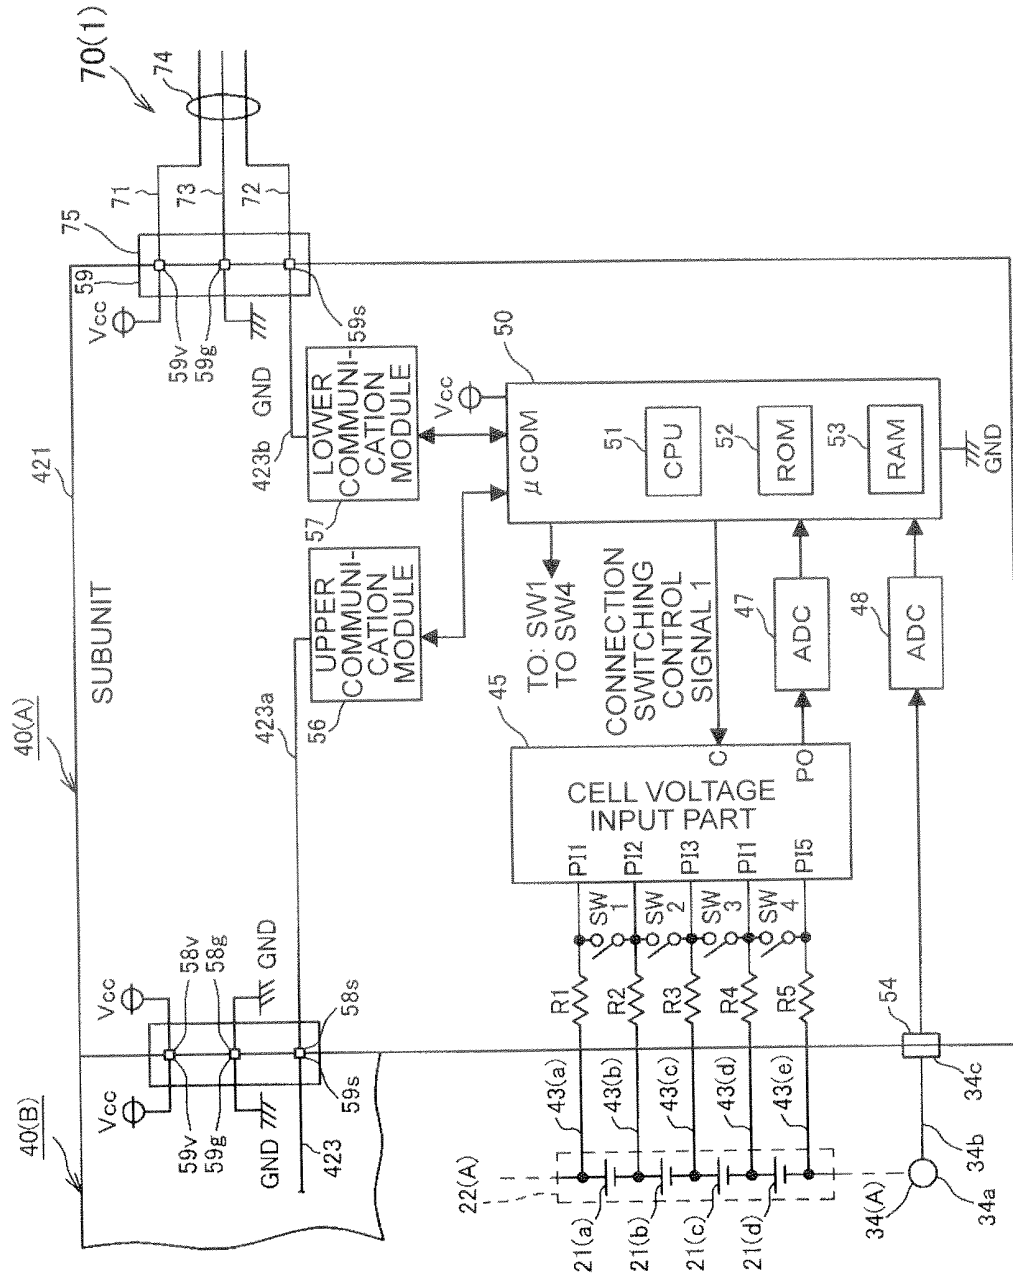 70(1)
74
71
73
72
75
59
Vcc
59v
59g
GND
59s
423b
421
SUBUNIT
40(A)
LOWER
COMMUNI-
CATION
MODULE
57
UPPER
COMMUNI-
CATION
MODULE
56
423a
Vcc
50
μ COM
51
CPU
52
ROM
53
RAM
GND
TO: SW1
TO SW4
CONNECTION
SWITCHING
CONTROL
SIGNAL 1
47
ADC
48
ADC
45
CELL VOLTAGE
INPUT PART
C
PO
PI1
PI2
PI3
PI1
PI5
SW
1
SW
2
SW
3
SW
4
R1
R2
R3
R4
R5
Vcc
58v
58g
GND
58s
40(B)
Vcc
59v
59g
GND
59s
423
43(a)
43(b)
43(c)
43(d)
43(e)
22(A)
21(a)
21(b)
21(c)
21(d)
54
34c
34b
34(A)
34a